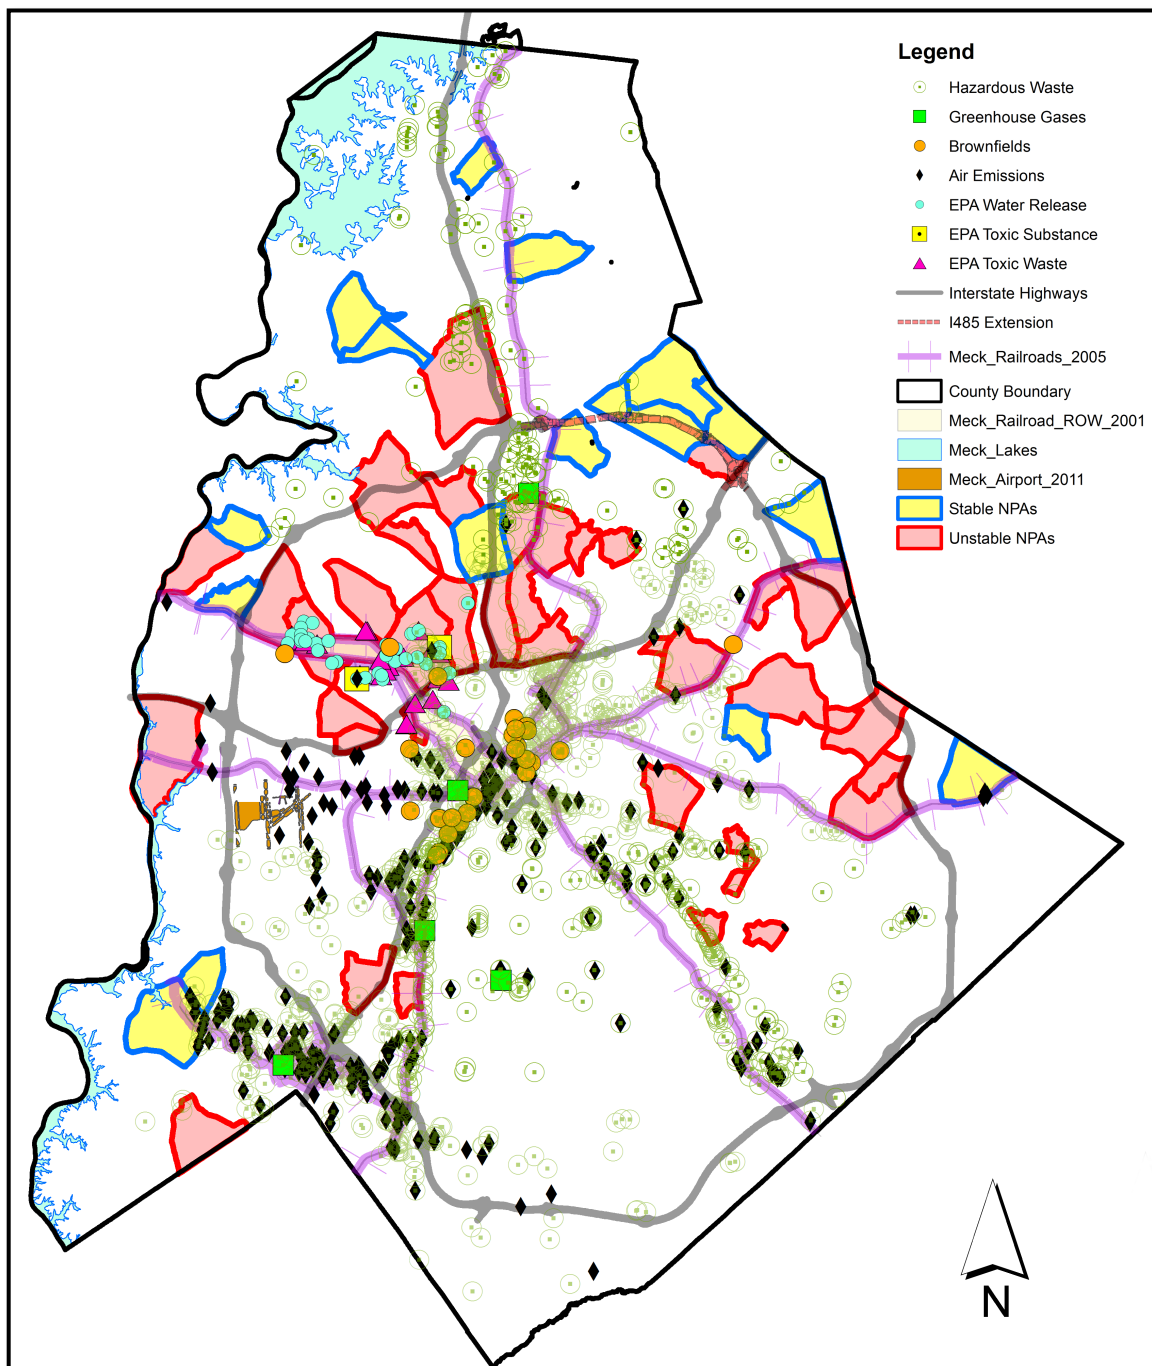 Legend
Hazardous Waste
Greenhouse Gases
Brownfields
Air Emissions
EPA Water Release
EPA Toxic Substance
EPA Toxic Waste
Interstate Highways
I485 Extension
Meck_Railroads_2005
County Boundary
Meck_Railroad_ROW_2001
Meck_Lakes
Meck_Airport_2011
Stable NPAs
Unstable NPAs
N